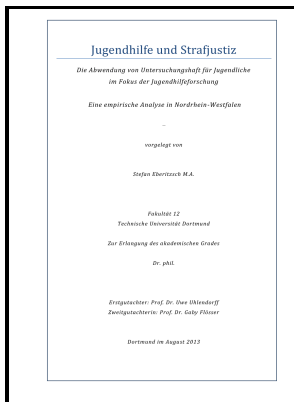 Jugendhilfe und Strafjustiz
Die Abwendung von Untersuchungshaft für Jugendliche
im Fokus der Jugendhilfeforschung
Eine empirische Analyse in Nordrhein-Westfalen
–
vorgelegt von
Stefan Eberitzsch M.A.
Fakultät 12
Technische Universität Dortmund
Zur Erlangung des akademischen Grades
Dr. phil.
Erstgutachter: Prof. Dr. Uwe Uhlendorff
Zweitgutachterin: Prof. Dr. Gaby Flösser
Dortmund im August 2013